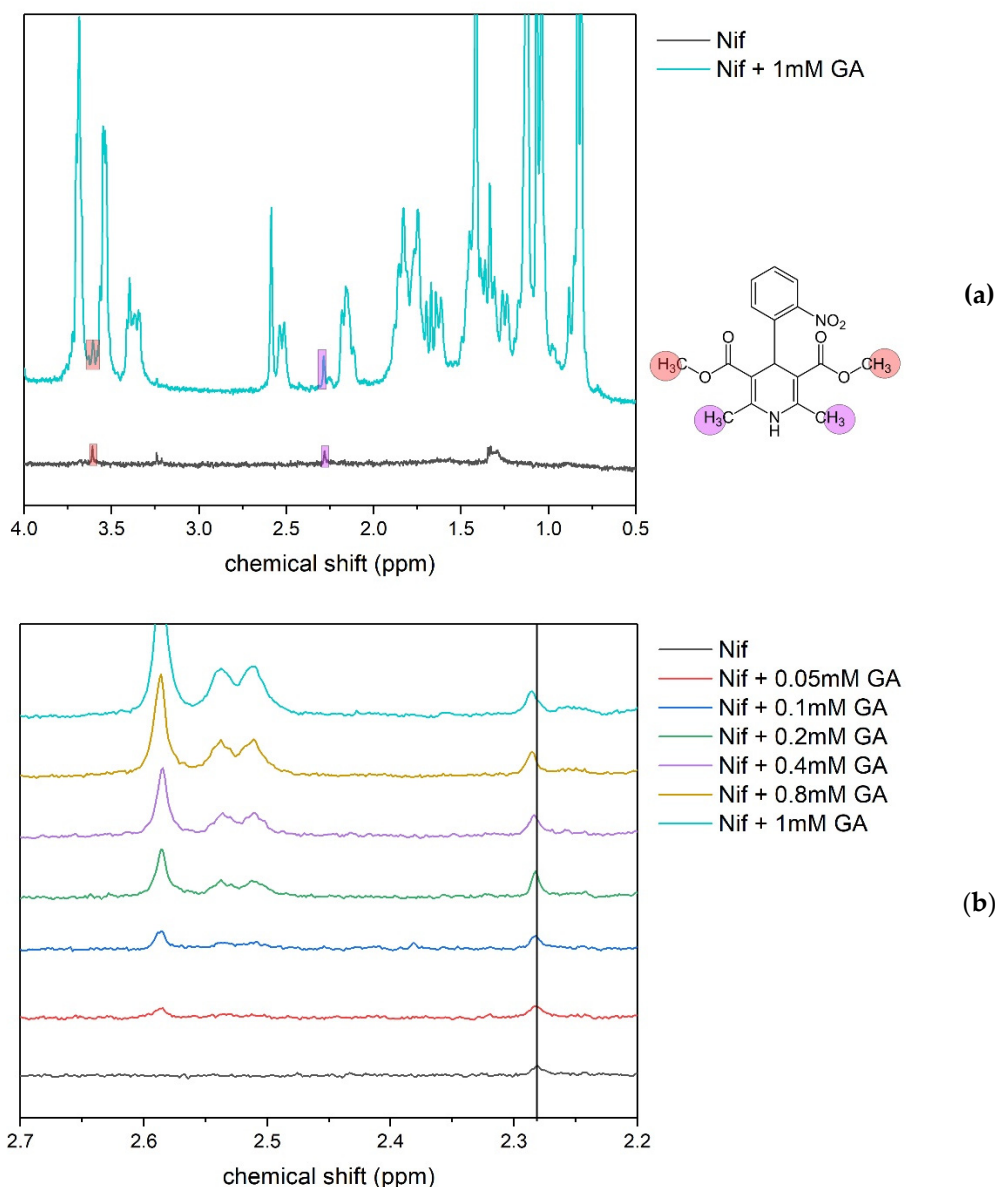 Nif
Nif + 1mM GA
NO₂
O
O
H₃C
O
O
CH₃
H₃C
N
H
CH₃
(a)
4.0 3.5 3.0 2.5 2.0 1.5 1.0 0.5
chemical shift (ppm)
Nif
Nif + 0.05mM GA
Nif + 0.1mM GA
Nif + 0.2mM GA
Nif + 0.4mM GA
Nif + 0.8mM GA
Nif + 1mM GA
(b)
2.7 2.6 2.5 2.4 2.3 2.2
chemical shift (ppm)